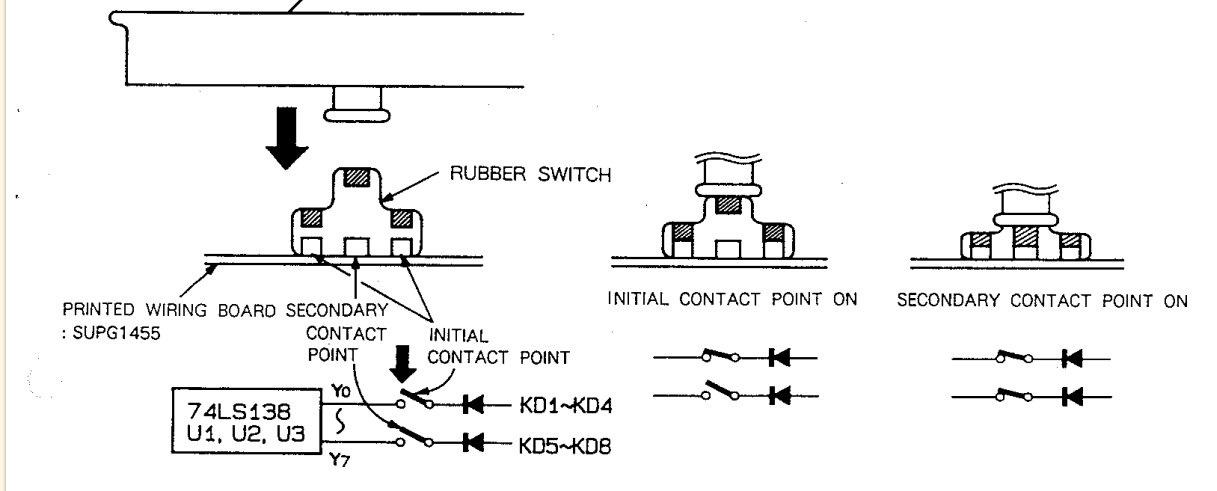 RUBBER SWITCH
PRINTED WIRING BOARD
: SUPG1455
SECONDARY
CONTACT
POINT
INITIAL
CONTACT POINT
INITIAL CONTACT POINT ON
SECONDARY CONTACT POINT ON
74LS138
U1, U2, U3
Y0
Y7
KD1~KD4
KD5~KD8